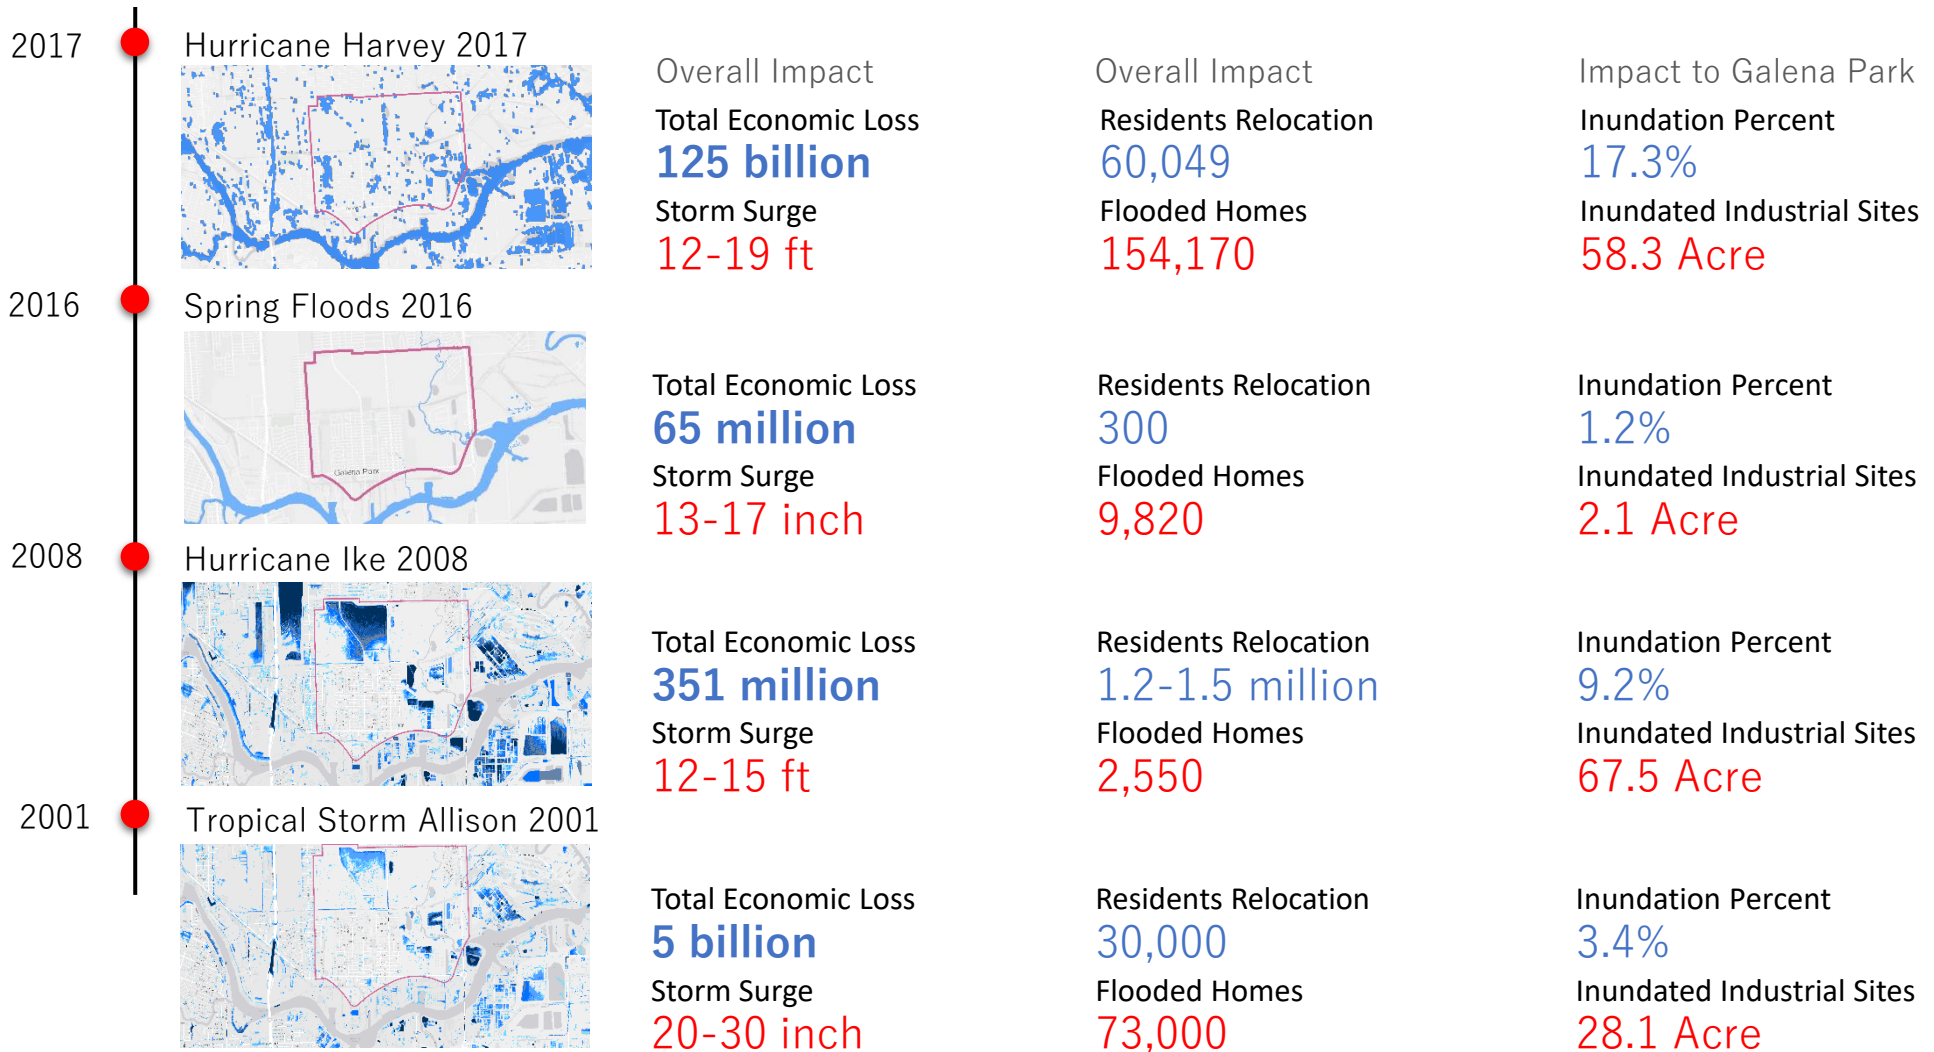 2017
Hurricane Harvey 2017
Overall Impact
Total Economic Loss
125 billion
Storm Surge
12-19 ft
Overall Impact
Residents Relocation
60,049
Flooded Homes
154,170
Impact to Galena Park
Inundation Percent
17.3%
Inundated Industrial Sites
58.3 Acre
2016
Spring Floods 2016
Galena Park
Total Economic Loss
65 million
Storm Surge
13-17 inch
Residents Relocation
300
Flooded Homes
9,820
Inundation Percent
1.2%
Inundated Industrial Sites
2.1 Acre
2008
Hurricane Ike 2008
Total Economic Loss
351 million
Storm Surge
12-15 ft
Residents Relocation
1.2-1.5 million
Flooded Homes
2,550
Inundation Percent
9.2%
Inundated Industrial Sites
67.5 Acre
2001
Tropical Storm Allison 2001
Total Economic Loss
5 billion
Storm Surge
20-30 inch
Residents Relocation
30,000
Flooded Homes
73,000
Inundation Percent
3.4%
Inundated Industrial Sites
28.1 Acre